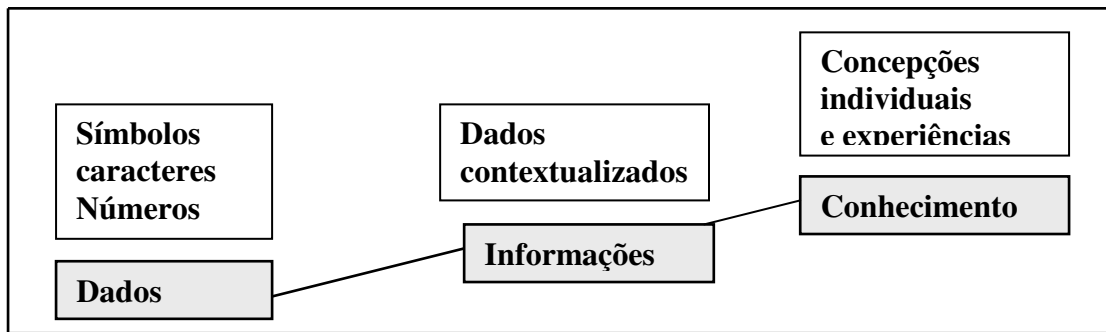 Símbolos
caracteres
Números
Dados
Dados
contextualizados
Informações
Concepções
individuais
e experiências
Conhecimento